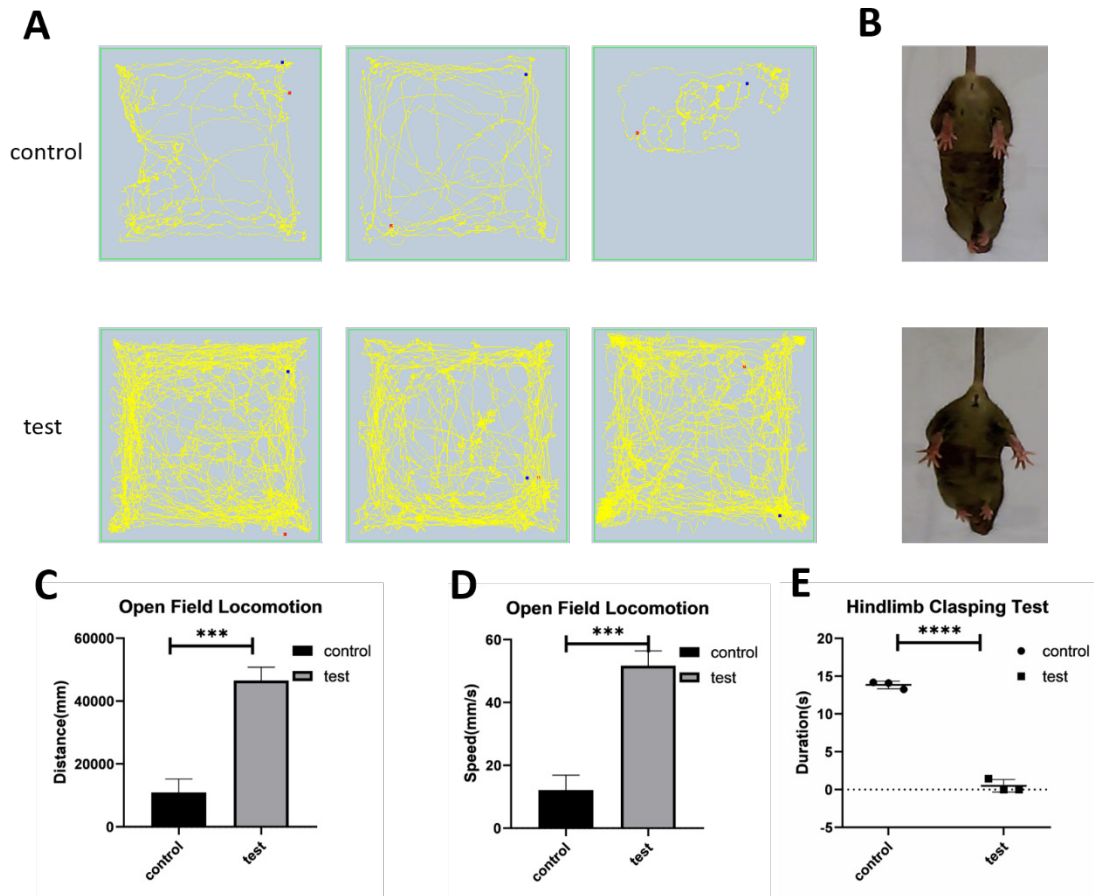 A
B
control
test
C
Open Field Locomotion
***
control
test
Distance(mm)
60000
40000
20000
0
control
test
D
Open Field Locomotion
***
control
test
Speed(mm/s)
60
40
20
0
control
test
E
Hindlimb Clasping Test
****
control
test
Duration(s)
20
15
10
5
0
-5
control
test